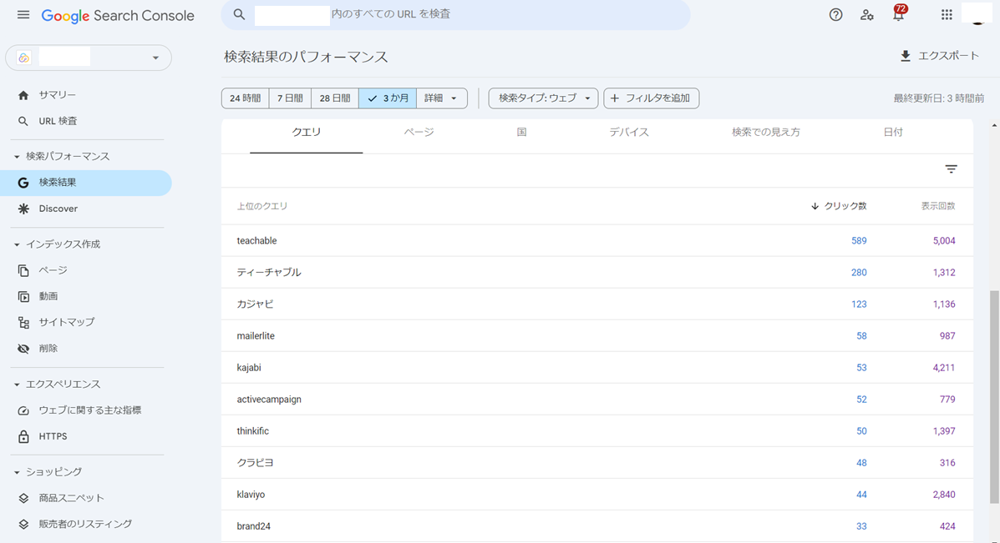 Google Search Console
内のすべての URL を検査
72
検索結果のパフォーマンス
エクスポート
24 時間
7 日間
28 日間
3 か月
詳細
検索タイプ: ウェブ
フィルタを追加
最終更新日: 3 時間前
サマリー
URL 検査
検索パフォーマンス
検索結果
Discover
インデックス作成
ページ
動画
サイトマップ
削除
エクスペリエンス
ウェブに関する主な指標
HTTPS
ショッピング
商品スニペット
販売者のリスティング
クエリ
ページ
国
デバイス
検索での見え方
日付
上位のクエリ クリック数 表示回数
teachable 589 5,004
ティーチャブル 280 1,312
カジャビ 123 1,136
mailerlite 58 987
kajabi 53 4,211
activecampaign 52 779
thinkific 50 1,397
クラビヨ 48 316
klaviyo 44 2,840
brand24 33 424